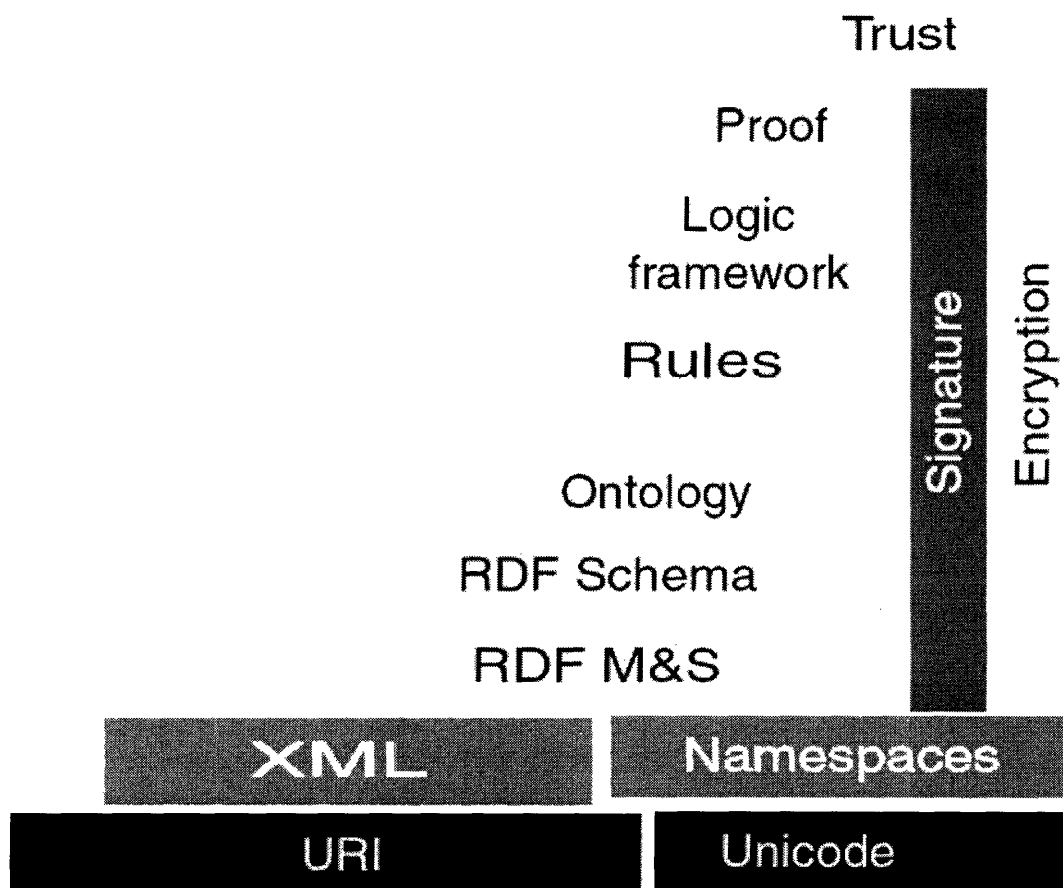 Trust
Proof
Logic
framework
Rules
Signature
Encryption
Ontology
RDF Schema
RDF M&S
XML
Namespaces
URI
Unicode